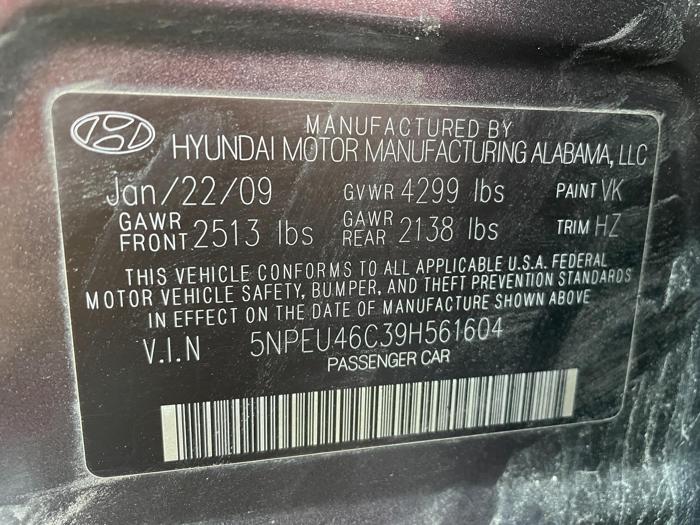 MANUFACTURED BY
HYUNDAI MOTOR MANUFACTURING ALABAMA, LLC
Jan/22/09 GVWR 4299 lbs PAINT VK
GAWR FRONT 2513 lbs GAWR REAR 2138 lbs TRIM HZ
THIS VEHICLE CONFORMS TO ALL APPLICABLE U.S.A. FEDERAL
MOTOR VEHICLE SAFETY, BUMPER, AND THEFT PREVENTION STANDARDS
IN EFFECT ON THE DATE OF MANUFACTURE SHOWN ABOVE
V.I.N 5NPEU46C39H561604
PASSENGER CAR